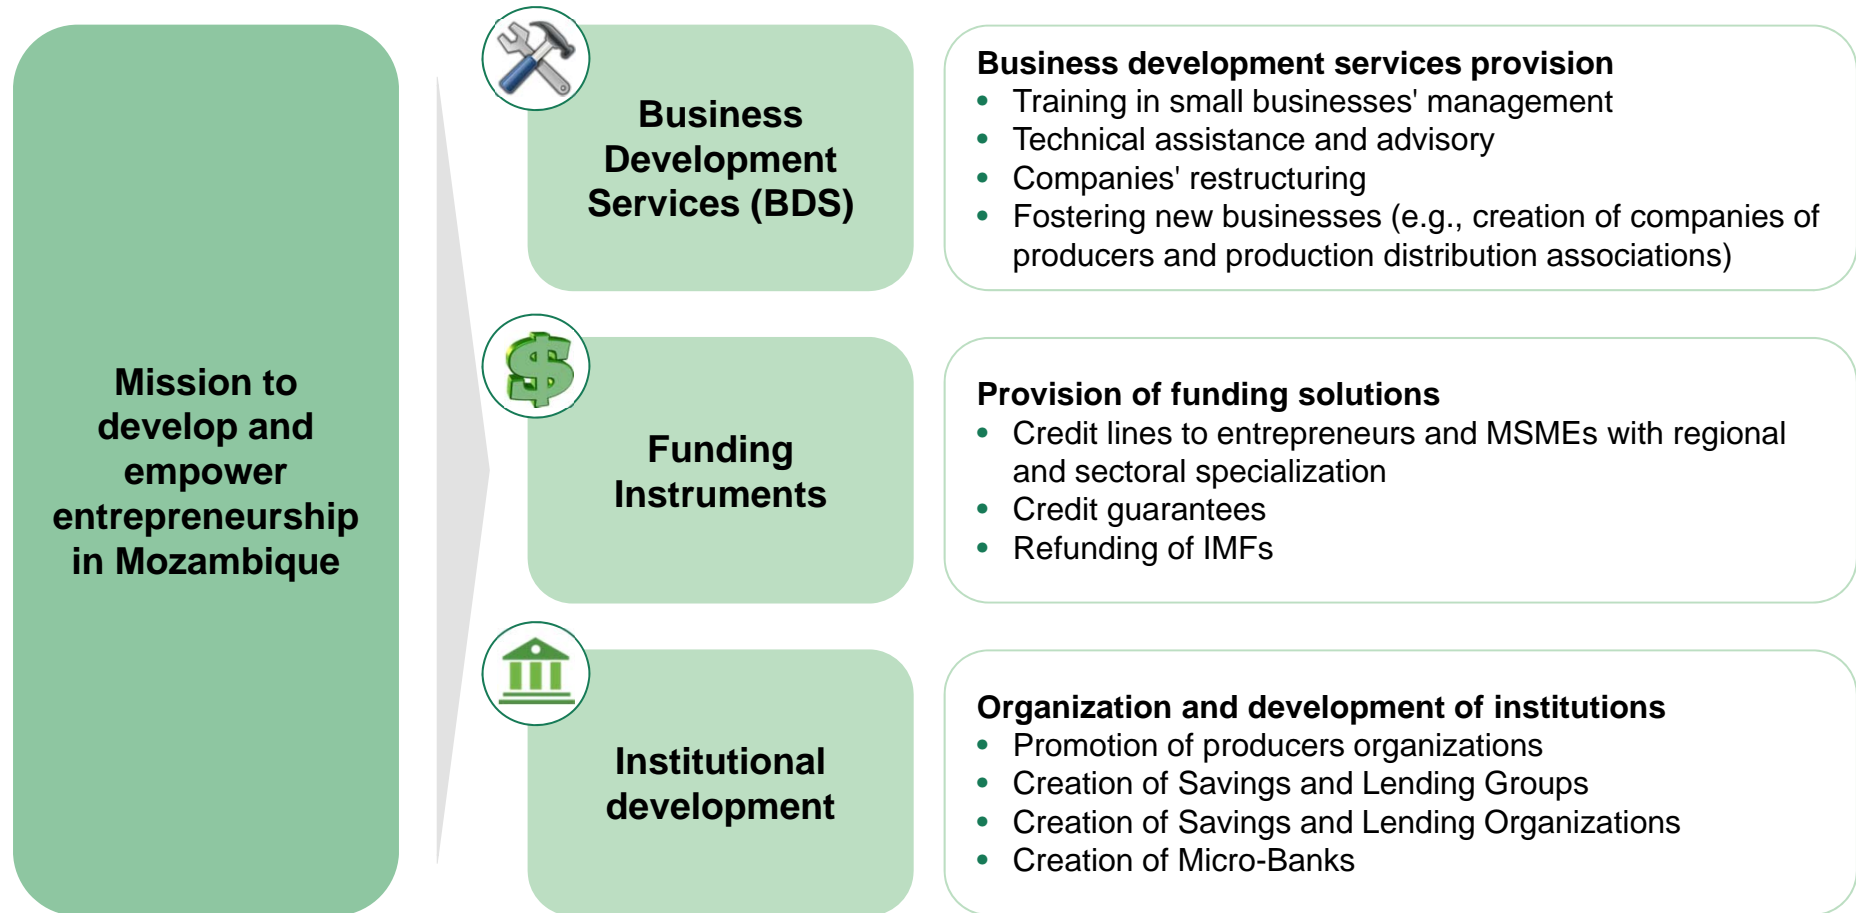 Mission to
develop and
empower
entrepreneurship
in Mozambique
Business
Development
Services (BDS)
Business development services provision
• Training in small businesses' management
• Technical assistance and advisory
• Companies' restructuring
• Fostering new businesses (e.g., creation of companies of
producers and production distribution associations)
Funding
Instruments
Provision of funding solutions
• Credit lines to entrepreneurs and MSMEs with regional
and sectoral specialization
• Credit guarantees
• Refunding of IMFs
Institutional
development
Organization and development of institutions
• Promotion of producers organizations
• Creation of Savings and Lending Groups
• Creation of Savings and Lending Organizations
• Creation of Micro-Banks